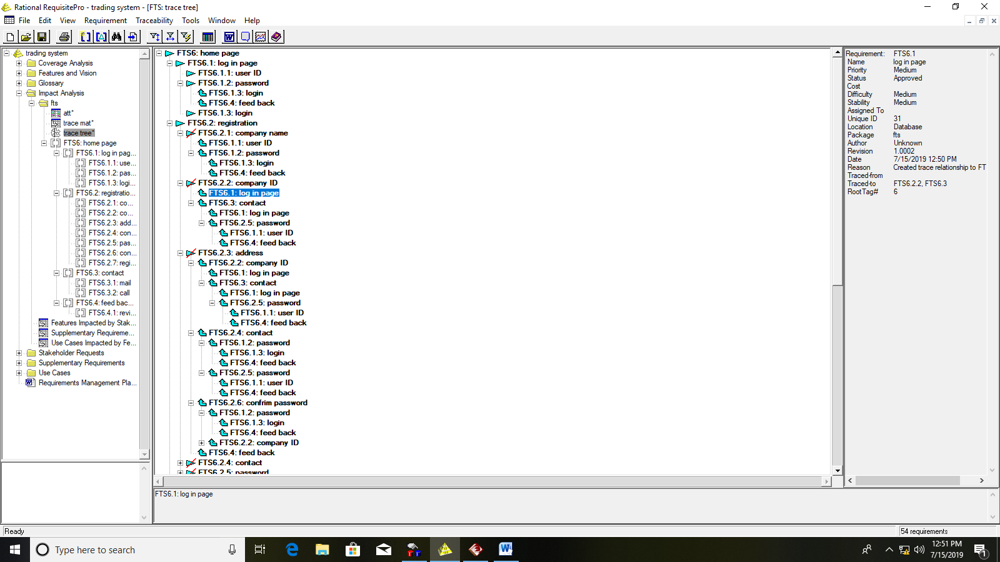 Rational RequisitePro - trading system - [FTS: trace tree]
File Edit View Requirement Traceability Tools Window Help
trading system
Coverage Analysis
Features and Vision
Glossary
Impact Analysis
fts
att*
trace mat*
trace tree*
FTS6: home page
FTS6.1: log in pag...
FTS6.1.1: use...
FTS6.1.2: pas...
FTS6.1.3: logi...
FTS6.2: registratio...
FTS6.2.1: co...
FTS6.2.2: co...
FTS6.2.3: add...
FTS6.2.4: con...
FTS6.2.5: pas...
FTS6.2.6: con...
FTS6.2.7: regi...
FTS6.3: contact
FTS6.3.1: mail
FTS6.3.2: call
FTS6.4: feed bac...
FTS6.4.1: revi...
Features Impacted by Stak...
Supplementary Requireme...
Use Cases Impacted by Fe...
Stakeholder Requests
Supplementary Requirements
Use Cases
Requirements Management Pla...
FTS6: home page
FTS6.1: log in page
FTS6.1.1: user ID
FTS6.1.2: password
FTS6.1.3: login
FTS6.4: feed back
FTS6.1.3: login
FTS6.2: registration
FTS6.2.1: company name
FTS6.1.1: user ID
FTS6.1.2: password
FTS6.1.3: login
FTS6.4: feed back
FTS6.2.2: company ID
FTS6.1: log in page
FTS6.3: contact
FTS6.1: log in page
FTS6.2.5: password
FTS6.1.1: user ID
FTS6.4: feed back
FTS6.2.3: address
FTS6.2.2: company ID
FTS6.1: log in page
FTS6.3: contact
FTS6.1: log in page
FTS6.2.5: password
FTS6.1.1: user ID
FTS6.4: feed back
FTS6.2.4: contact
FTS6.1.2: password
FTS6.1.3: login
FTS6.4: feed back
FTS6.2.5: password
FTS6.1.1: user ID
FTS6.4: feed back
FTS6.2.6: confrim password
FTS6.1.2: password
FTS6.1.3: login
FTS6.4: feed back
FTS6.2.2: company ID
FTS6.4: feed back
FTS6.2.4: contact
FTS6.2.5: password
Requirement: FTS6.1
Name log in page
Priority Medium
Status Approved
Cost
Difficulty Medium
Stability Medium
Assigned To
Unique ID 31
Location Database
Package fts
Author Unknown
Revision 1.0002
Date 7/15/2019 12:50 PM
Reason Created trace relationship to FT
Traced-from
Traced-to FTS6.2.2, FTS6.3
RootTag# 6
FTS6.1: log in page
Ready
54 requirements
Type here to search
12:51 PM
7/15/2019
1